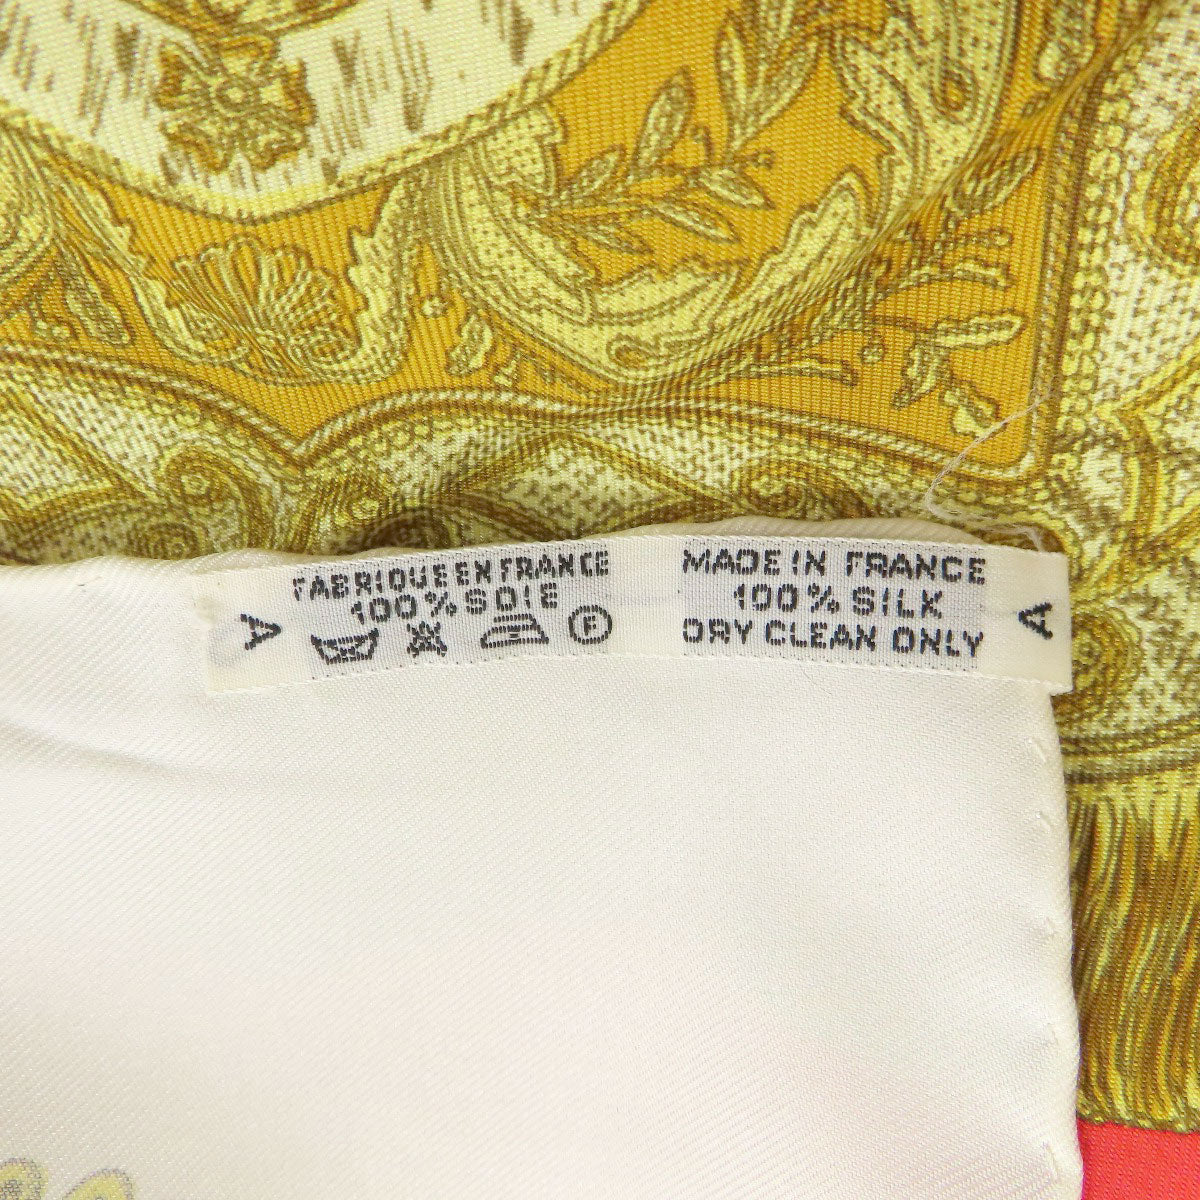 FABRIQUE EN FRANCE
100% SOIE
F
A
MADE IN FRANCE
100% SILK
DRY CLEAN ONLY
A